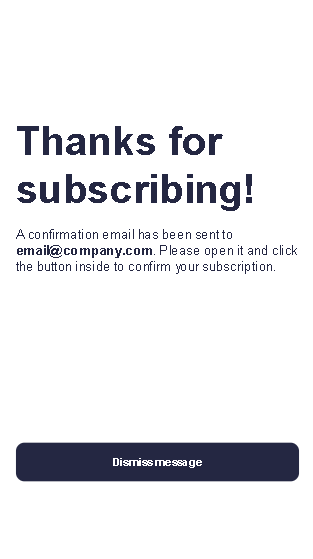 Thanks for
subscribing!
A confirmation email has been sent to
email@company.com. Please open it and click
the button inside to confirm your subscription.
Dismiss message